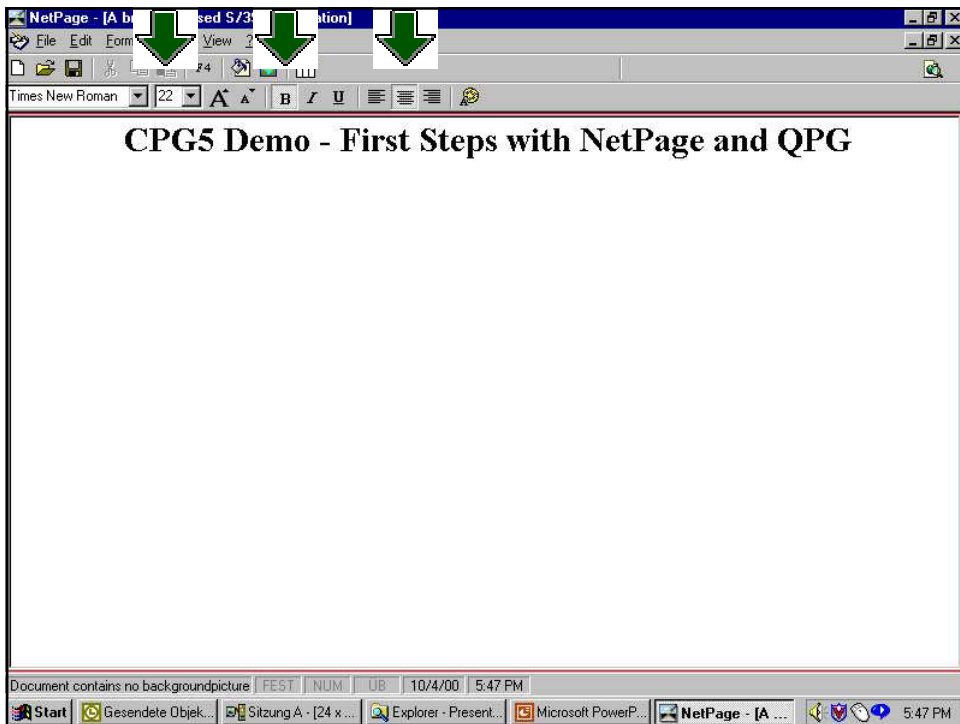 NetPage - [A b sed S/3 ation]
File Edit Form View ?
F4
Times New Roman 22 A A B I U
CPG5 Demo - First Steps with NetPage and QPG
Document contains no backgroundpicture FEST NUM ÜB 10/4/00 5:47 PM
Start Gesendete Objek... Sitzung A - [24 x ... Explorer - Present... Microsoft PowerP... NetPage - [A ... 5:47 PM